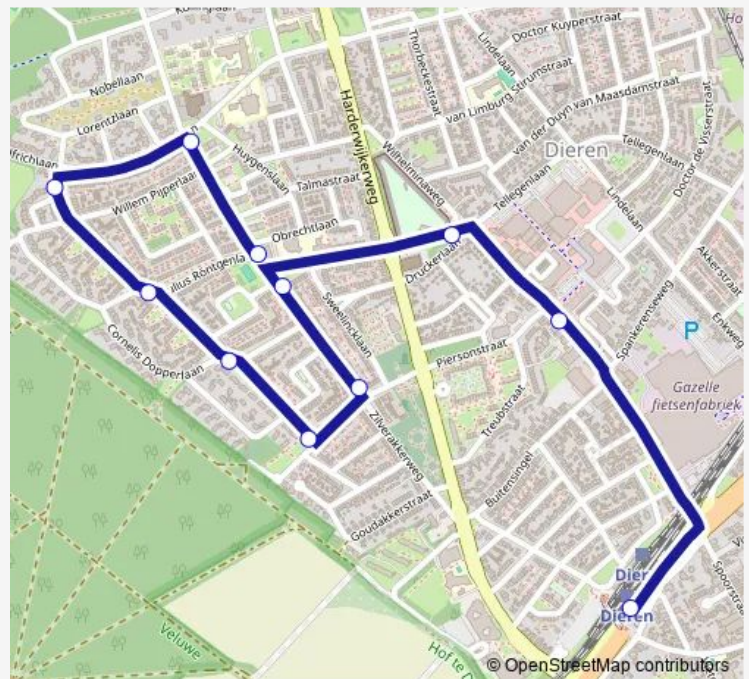 Doctor Kuyperstraat
Lindelaan
Thorbeckestraat
Nobellaan
van Limburg Stirumstraat
van der Duyn van Maasdamstraat
Harderwijkerweg
Lorentzlaan
Doctor de Visserstraat
Wilhelminaweg
Dieren
Tellegenlaan
Huygenslaan
Talmastraat
Willem Pijperlaan
Tellegenlaan
Lindelaan
Obrechtlaan
Druckerlaan
Akkerstraat
Spankerenseweg
Enkweg
P
Sweelincklaan
Cornelis Dopperlaan
Piersonstraat
Gazelle
fietsenfabriek
Treubstraat
Zilverakkerweg
Buitensingel
Goudakkerstraat
Dier
Dieren
Spoorstra
Veluwe
Hof te D
© OpenStreetMap contributors